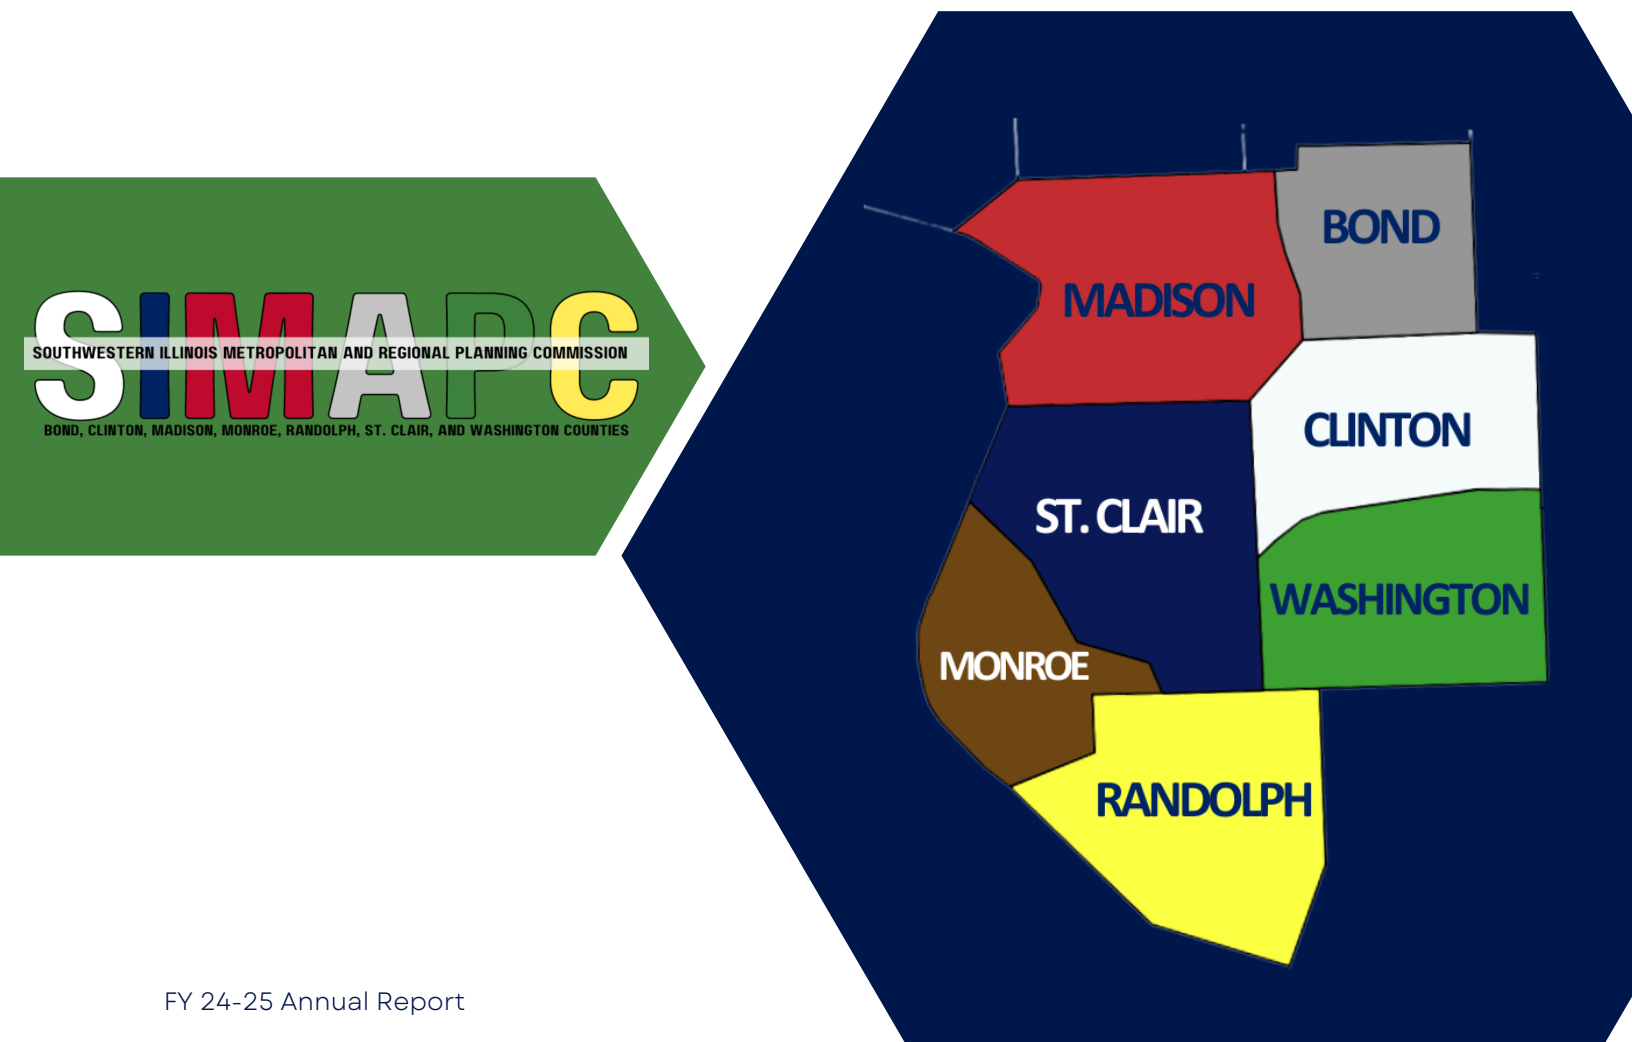 SIMAPC
SOUTHWESTERN ILLINOIS METROPOLITAN AND REGIONAL PLANNING COMMISSION
BOND, CLINTON, MADISON, MONROE, RANDOLPH, ST. CLAIR, AND WASHINGTON COUNTIES
BOND
MADISON
CLINTON
ST. CLAIR
WASHINGTON
MONROE
RANDOLPH
FY 24-25 Annual Report